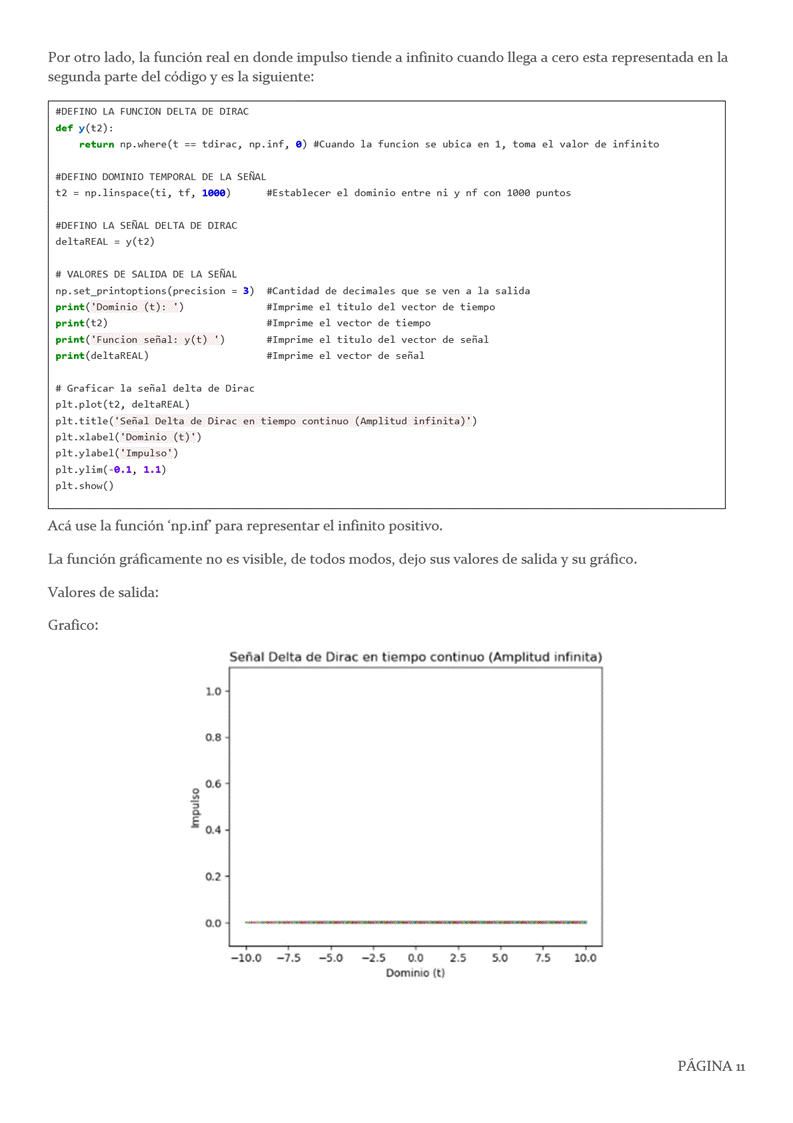 Por otro lado, la función real en donde impulso tiende a infinito cuando llega a cero esta representada en la
segunda parte del código y es la siguiente:
#DEFINO LA FUNCION DELTA DE DIRAC
def y(t2):
    return np.where(t == tdirac, np.inf, 0) #Cuando la funcion se ubica en 1, toma el valor de infinito
#DEFINO DOMINIO TEMPORAL DE LA SEÑAL
t2 = np.linspace(ti, tf, 1000)      #Establecer el dominio entre ni y nf con 1000 puntos
#DEFINO LA SEÑAL DELTA DE DIRAC
deltaREAL = y(t2)
# VALORES DE SALIDA DE LA SEÑAL
np.set_printoptions(precision = 3)  #Cantidad de decimales que se ven a la salida
print('Dominio (t): ')              #Imprime el titulo del vector de tiempo
print(t2)                           #Imprime el vector de tiempo
print('Funcion señal: y(t) ')       #Imprime el titulo del vector de señal
print(deltaREAL)                    #Imprime el vector de señal
# Graficar la señal delta de Dirac
plt.plot(t2, deltaREAL)
plt.title('Señal Delta de Dirac en tiempo continuo (Amplitud infinita)')
plt.xlabel('Dominio (t)')
plt.ylabel('Impulso')
plt.ylim(-0.1, 1.1)
plt.show()
Acá use la función ‘np.inf’ para representar el infinito positivo.
La función gráficamente no es visible, de todos modos, dejo sus valores de salida y su gráfico.
Valores de salida:
Grafico:
Señal Delta de Dirac en tiempo continuo (Amplitud infinita)
1.0
0.8
0.6
0.4
0.2
0.0
Impulso
−10.0 −7.5 −5.0 −2.5 0.0 2.5 5.0 7.5 10.0
Dominio (t)
PÁGINA 11